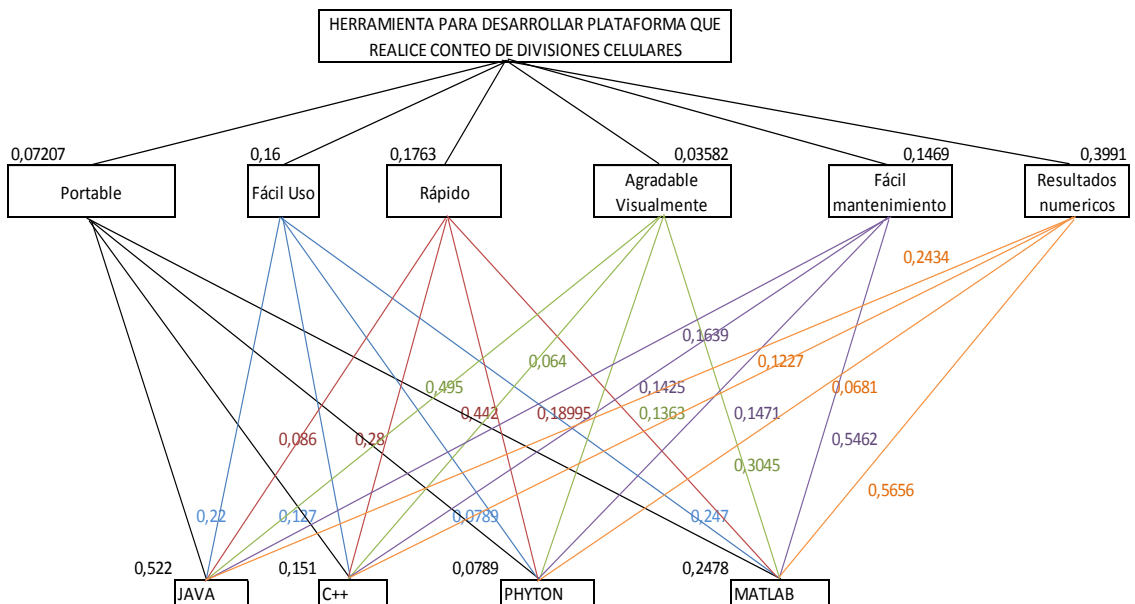 HERRAMIENTA PARA DESARROLLAR PLATAFORMA QUE
REALICE CONTEO DE DIVISIONES CELULARES
0,07207
0,16
0,1763
0,03582
0,1469
0,3991
Portable
Fácil Uso
Rápido
Agradable
Visualmente
Fácil
mantenimiento
Resultados
numericos
0,2434
0,1639
0,064
0,1227
0,495
0,1425
0,0681
0,442
0,18995
0,1363
0,1471
0,086
0,28
0,5462
0,3045
0,5656
0,22
0,127
0,0789
0,247
0,522
0,151
0,0789
0,2478
JAVA
C++
PHYTON
MATLAB